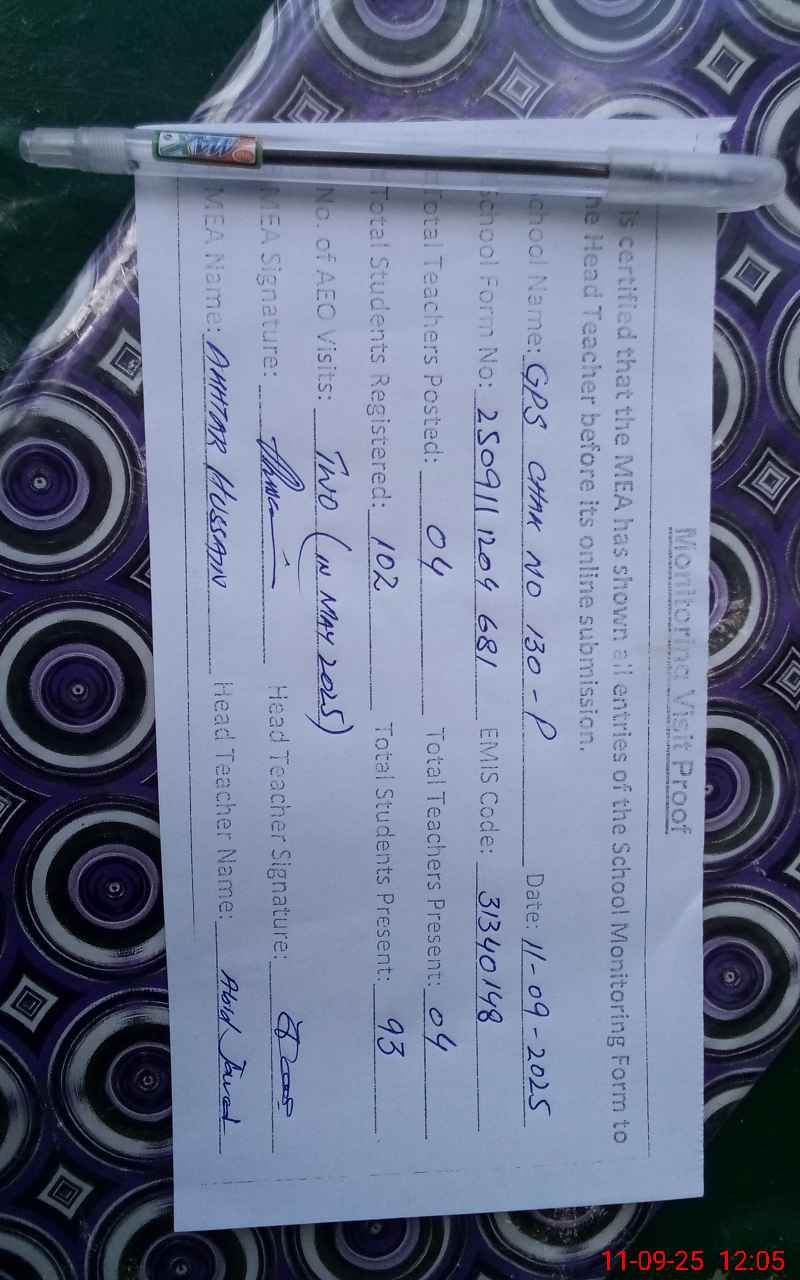 Monitoring Visit Proof
is certified that the MEA has shown all entries of the School Monitoring Form to
he Head Teacher before its online submission.
chool Name: GPS CHAK NO 130-P Date: 11-09-2025
chool Form No: 250911 1204 681 EMIS Code: 31340148
Total Teachers Posted: 04 Total Teachers Present: 04
Total Students Registered: 102 Total Students Present: 93
No. of AEO Visits: TWO (IN MAY 2025)
MEA Signature: Head Teacher Signature:
MEA Name: AKHTAR HUSSAIN Head Teacher Name: Abid Javed
11-09-25 12:05